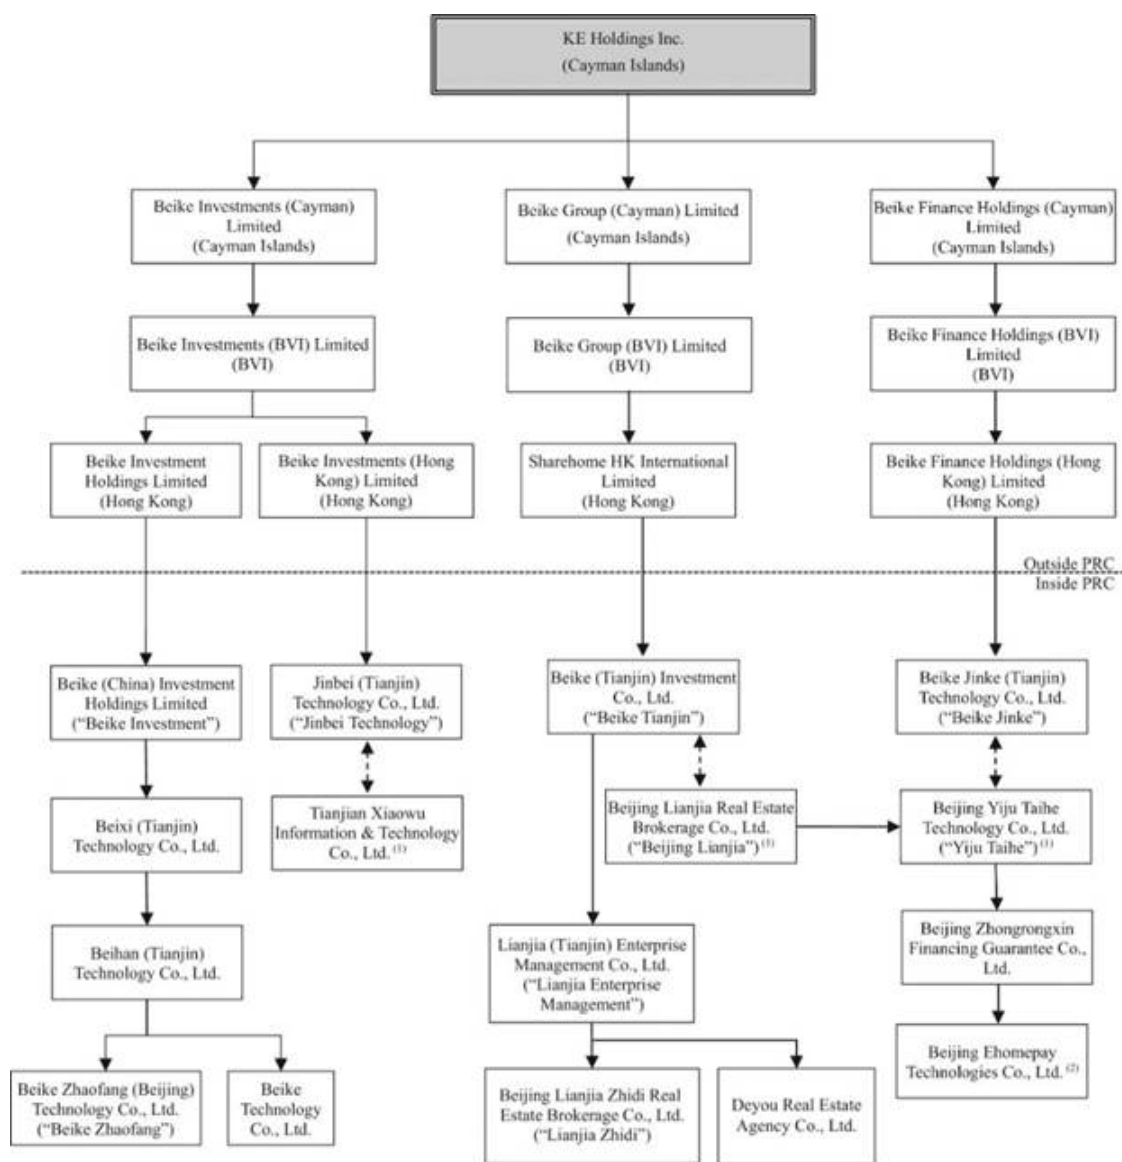 KE Holdings Inc.
(Cayman Islands)
Beike Investments (Cayman)
Limited
(Cayman Islands)
Beike Group (Cayman) Limited
(Cayman Islands)
Beike Finance Holdings (Cayman)
Limited
(Cayman Islands)
Beike Investments (BVI) Limited
(BVI)
Beike Group (BVI) Limited
(BVI)
Beike Finance Holdings (BVI)
Limited
(BVI)
Beike Investment
Holdings Limited
(Hong Kong)
Beike Investments (Hong
Kong) Limited
(Hong Kong)
Sharehome HK International
Limited
(Hong Kong)
Beike Finance Holdings (Hong
Kong) Limited
(Hong Kong)
Outside PRC
Inside PRC
Beike (China) Investment
Holdings Limited
(“Beike Investment”)
Jinbei (Tianjin)
Technology Co., Ltd.
(“Jinbei Technology”)
Beike (Tianjin) Investment
Co., Ltd.
(“Beike Tianjin”)
Beike Jinke (Tianjin)
Technology Co., Ltd.
(“Beike Jinke”)
Beixi (Tianjin)
Technology Co., Ltd.
Tianjian Xiaowu
Information & Technology
Co., Ltd. (1)
Beijing Lianjia Real Estate
Brokerage Co., Ltd.
(“Beijing Lianjia”) (1)
Beijing Yiju Taihe
Technology Co., Ltd.
(“Yiju Taihe”) (1)
Beihan (Tianjin)
Technology Co., Ltd.
Lianjia (Tianjin) Enterprise
Management Co., Ltd.
(“Lianjia Enterprise
Management”)
Beijing Zhongrongxin
Financing Guarantee Co.,
Ltd.
Beike Zhaofang (Beijing)
Technology Co., Ltd.
(“Beike Zhaofang”)
Beike
Technology
Co., Ltd.
Beijing Lianjia Zhidi Real
Estate Brokerage Co., Ltd.
(“Lianjia Zhidi”)
Deyou Real Estate
Agency Co., Ltd.
Beijing Ehomepay
Technologies Co., Ltd. (2)